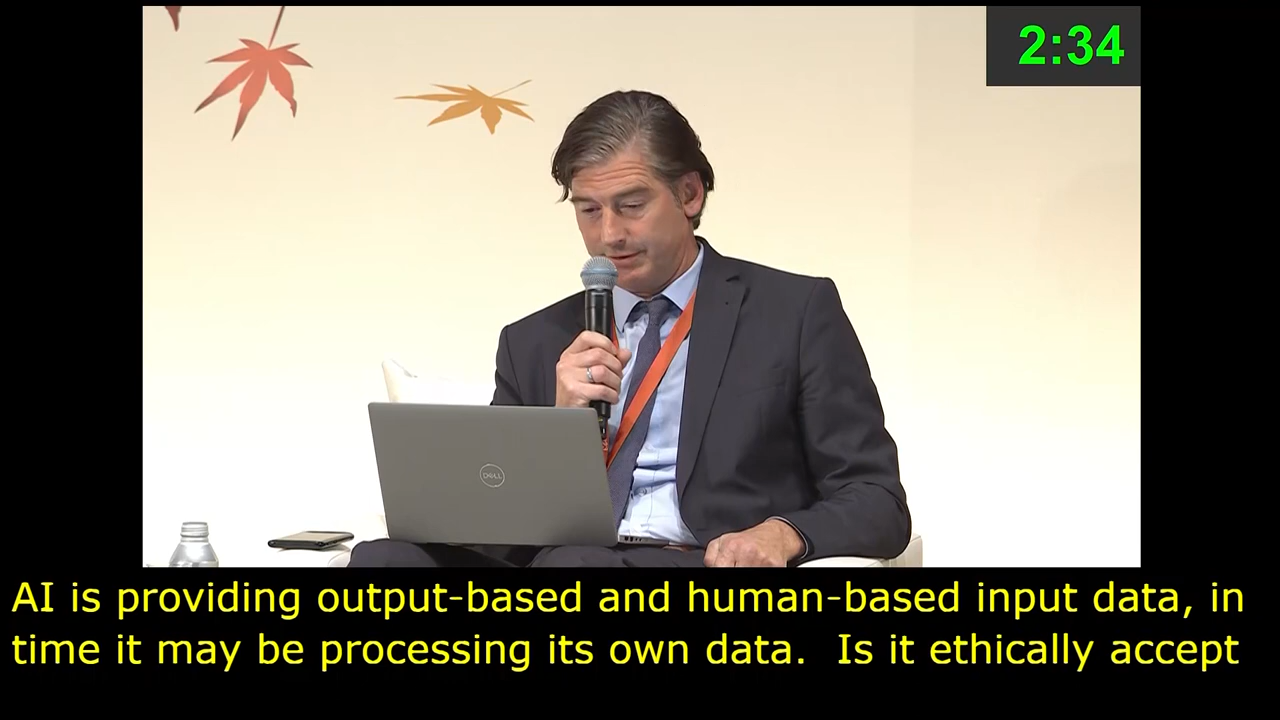 2:34
DELL
AI is providing output-based and human-based input data, in
time it may be processing its own data.  Is it ethically accept